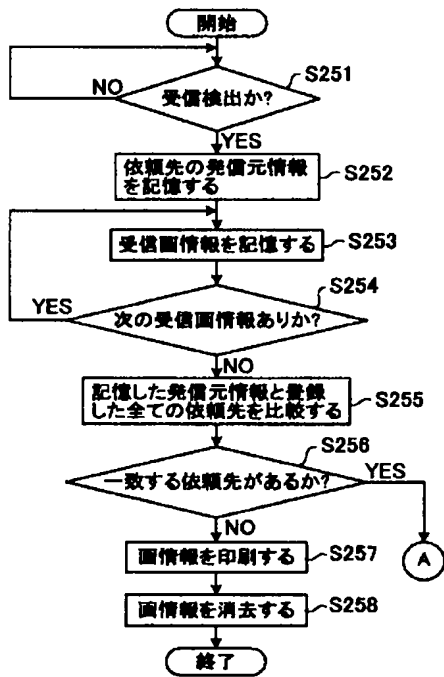 開始
S251
NO
受信検出か?
YES
依頼先の発信元情報
を記憶する
S252
受信画情報を記憶する
S253
S254
YES
次の受信画情報ありか?
NO
記憶した発信元情報と登録
した全ての依頼先を比較する
S255
S256
YES
一致する依頼先があるか?
NO
A
画情報を印刷する
S257
画情報を消去する
S258
終了